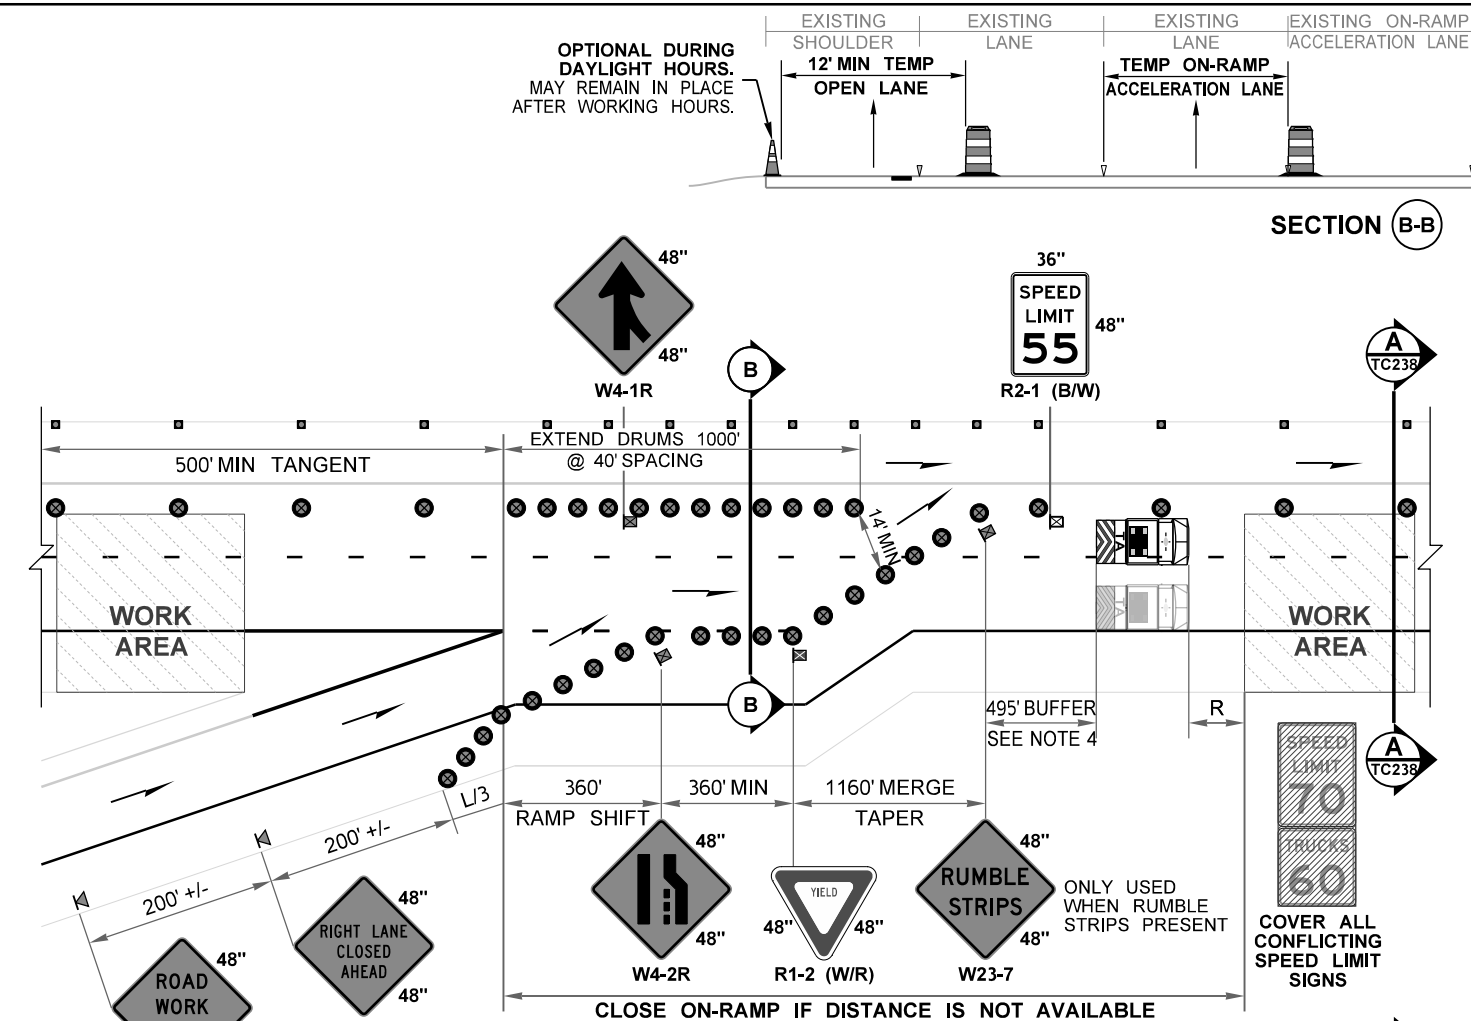 EXISTING
SHOULDER
EXISTING
LANE
EXISTING
LANE
EXISTING ON-RAMP
ACCELERATION LANE
OPTIONAL DURING
DAYLIGHT HOURS.
MAY REMAIN IN PLACE
AFTER WORKING HOURS.
12' MIN TEMP
OPEN LANE
TEMP ON-RAMP
ACCELERATION LANE
SECTION B-B
48"
48"
W4-1R
B
36"
SPEED
LIMIT
55
48"
R2-1 (B/W)
A
TC238
500' MIN TANGENT
EXTEND DRUMS 1000'
@ 40' SPACING
14' MIN
TA
WORK
AREA
WORK
AREA
B
495' BUFFER
SEE NOTE 4
R
A
TC238
L/3
360'
RAMP SHIFT
360' MIN
1160' MERGE
TAPER
200' +/-
200' +/-
48"
48"
W4-2R
YIELD
48"
48"
R1-2 (W/R)
RUMBLE
STRIPS
48"
48"
W23-7
ONLY USED
WHEN RUMBLE
STRIPS PRESENT
SPEED
LIMIT
70
TRUCKS
60
COVER ALL
CONFLICTING
SPEED LIMIT
SIGNS
RIGHT LANE
CLOSED
AHEAD
48"
48"
ROAD
WORK
48"
CLOSE ON-RAMP IF DISTANCE IS NOT AVAILABLE